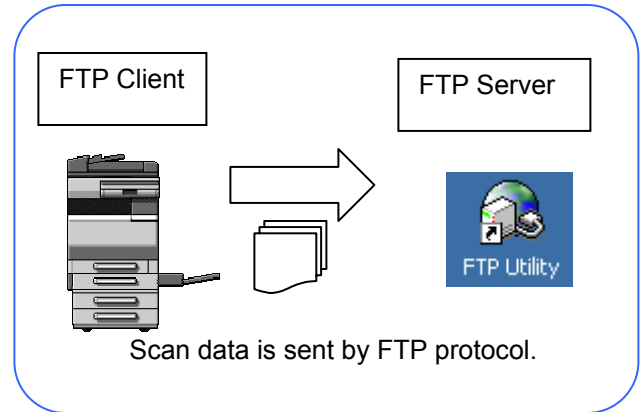 FTP Client
FTP Server
FTP Utility
Scan data is sent by FTP protocol.